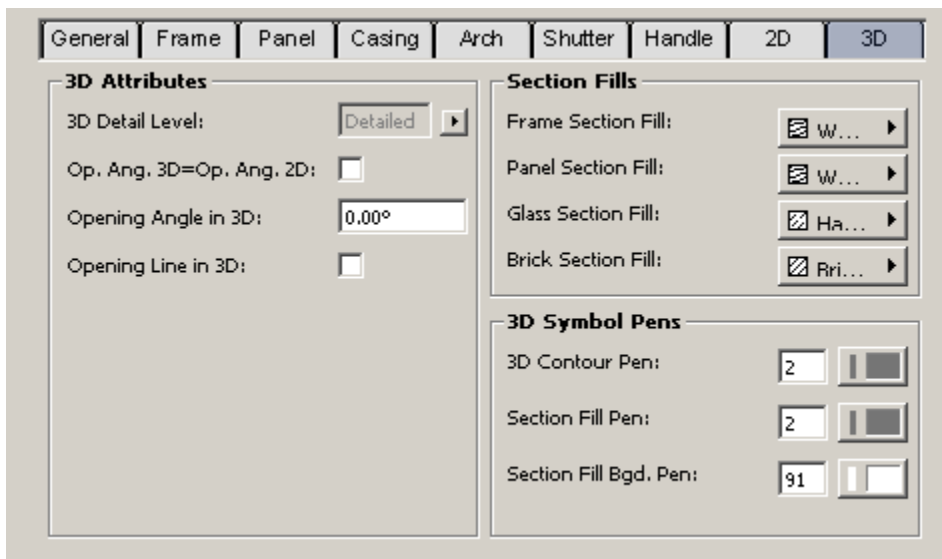 General Frame Panel Casing Arch Shutter Handle 2D 3D
3D Attributes
3D Detail Level: Detailed
Op. Ang. 3D=Op. Ang. 2D:
Opening Angle in 3D: 0.00°
Opening Line in 3D:
Section Fills
Frame Section Fill: W...
Panel Section Fill: W...
Glass Section Fill: Ha...
Brick Section Fill: Bri...
3D Symbol Pens
3D Contour Pen: 2
Section Fill Pen: 2
Section Fill Bgd. Pen: 91